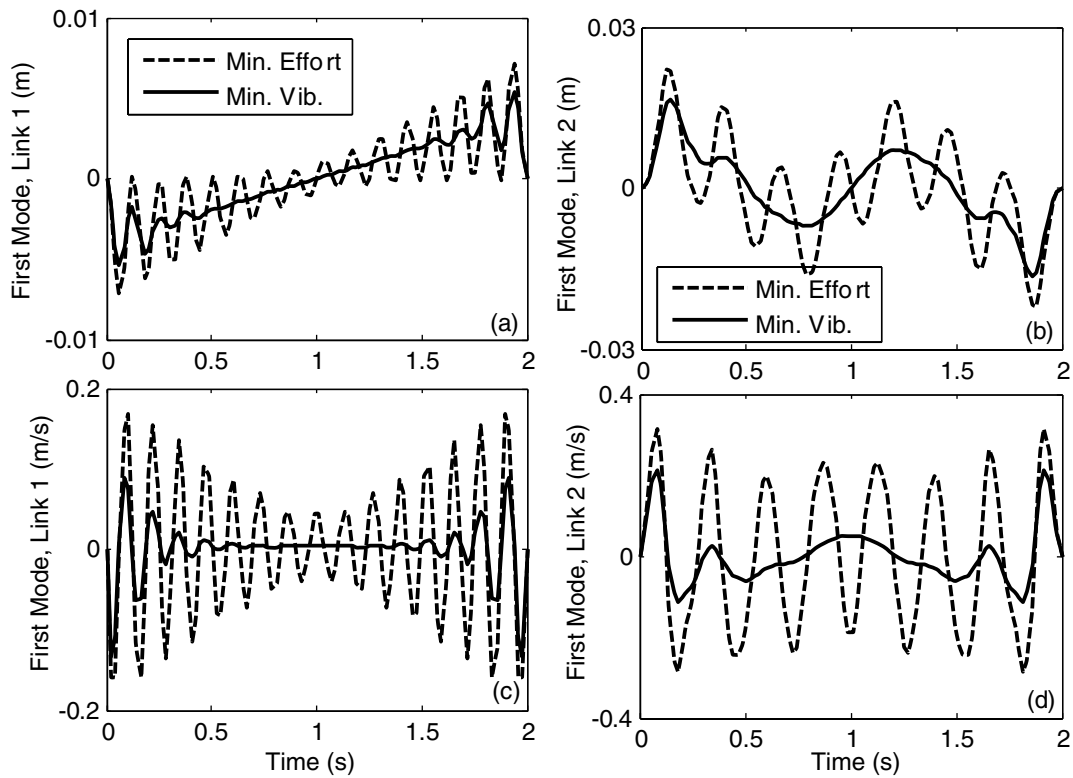 0.01
First Mode, Link 1 (m)
Min. Effort
Min. Vib.
0
-0.01
(a)
0 0.5 1 1.5 2
0.03
First Mode, Link 2 (m)
0
Min. Effort
Min. Vib.
-0.03
(b)
0 0.5 1 1.5 2
0.2
First Mode, Link 1 (m/s)
0
-0.2
(c)
0 0.5 1 1.5 2
Time (s)
0.4
First Mode, Link 2 (m/s)
0
-0.4
(d)
0 0.5 1 1.5 2
Time (s)